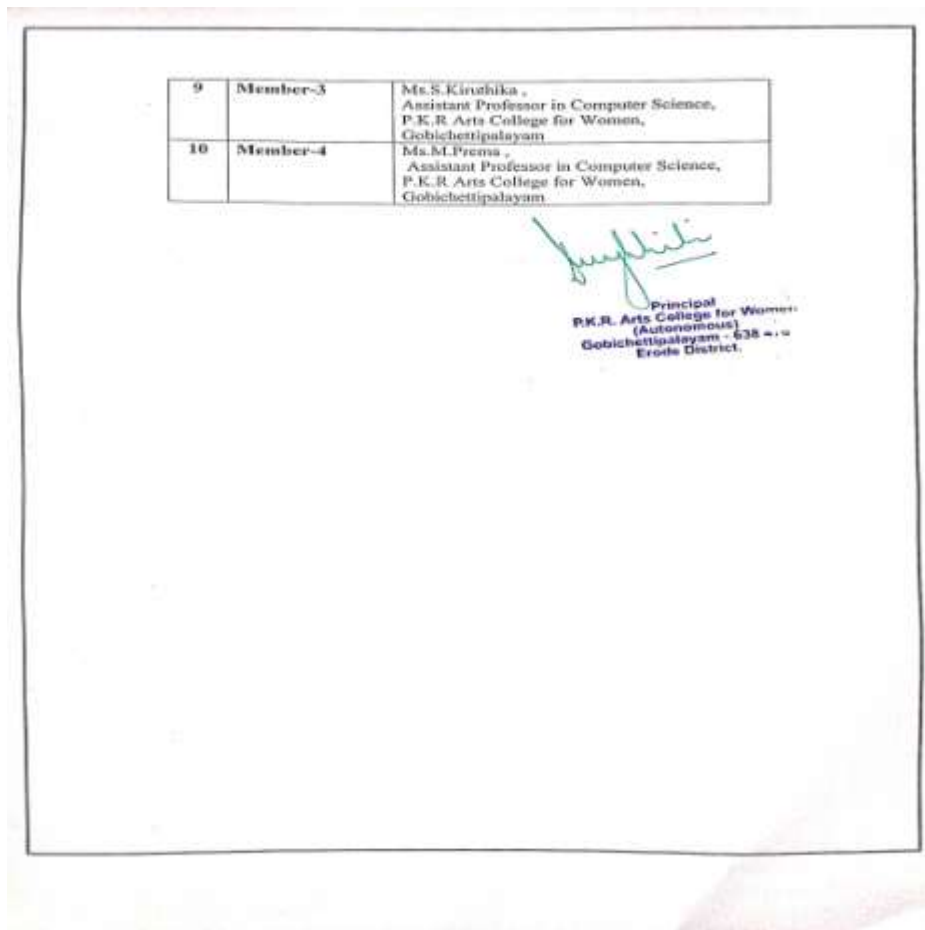 9 Member-3 Ms.S.Kiruthika ,
Assistant Professor in Computer Science,
P.K.R Arts College for Women,
Gobichettipalayam
10 Member-4 Ms.M.Prema ,
Assistant Professor in Computer Science,
P.K.R Arts College for Women,
Gobichettipalayam
Principal
P.K.R. Arts College for Women
(Autonomous)
Gobichettipalayam - 638
Erode District.